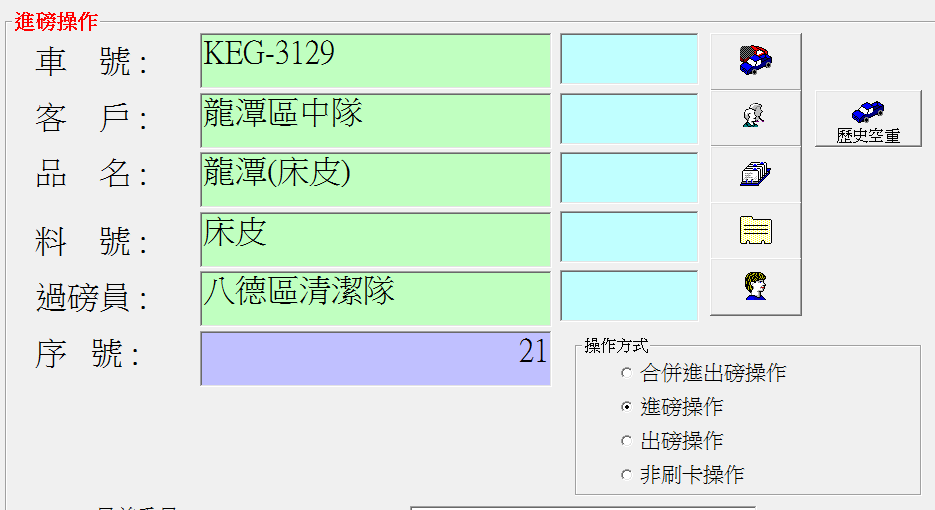 進磅操作
車 號 : KEG-3129
客 戶 : 龍潭區中隊
歷史空重
品 名 : 龍潭(床皮)
料 號 : 床皮
過磅員 : 八德區清潔隊
序 號 : 21
操作方式
合併進出磅操作
進磅操作
出磅操作
非刷卡操作